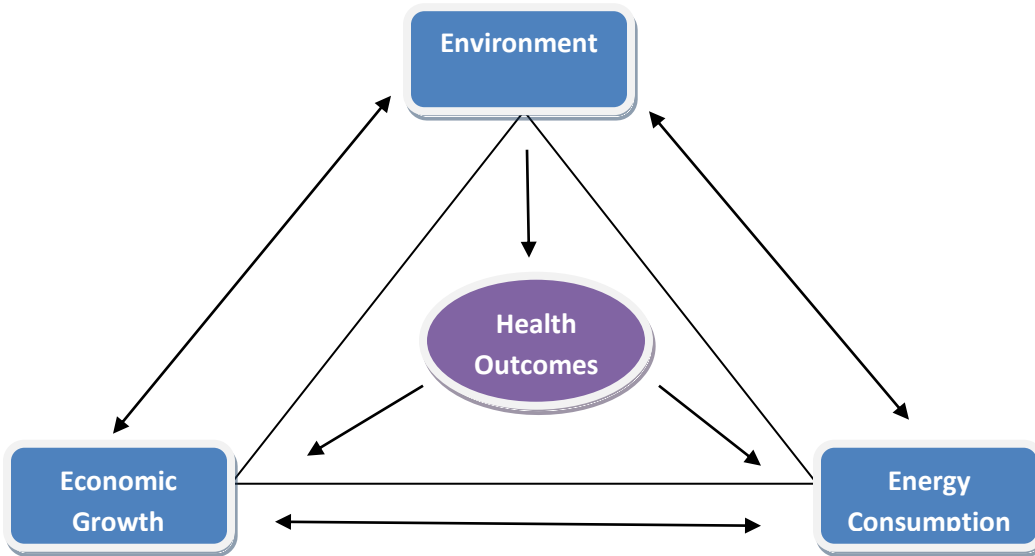 Environment
Health
Outcomes
Economic
Growth
Energy
Consumption